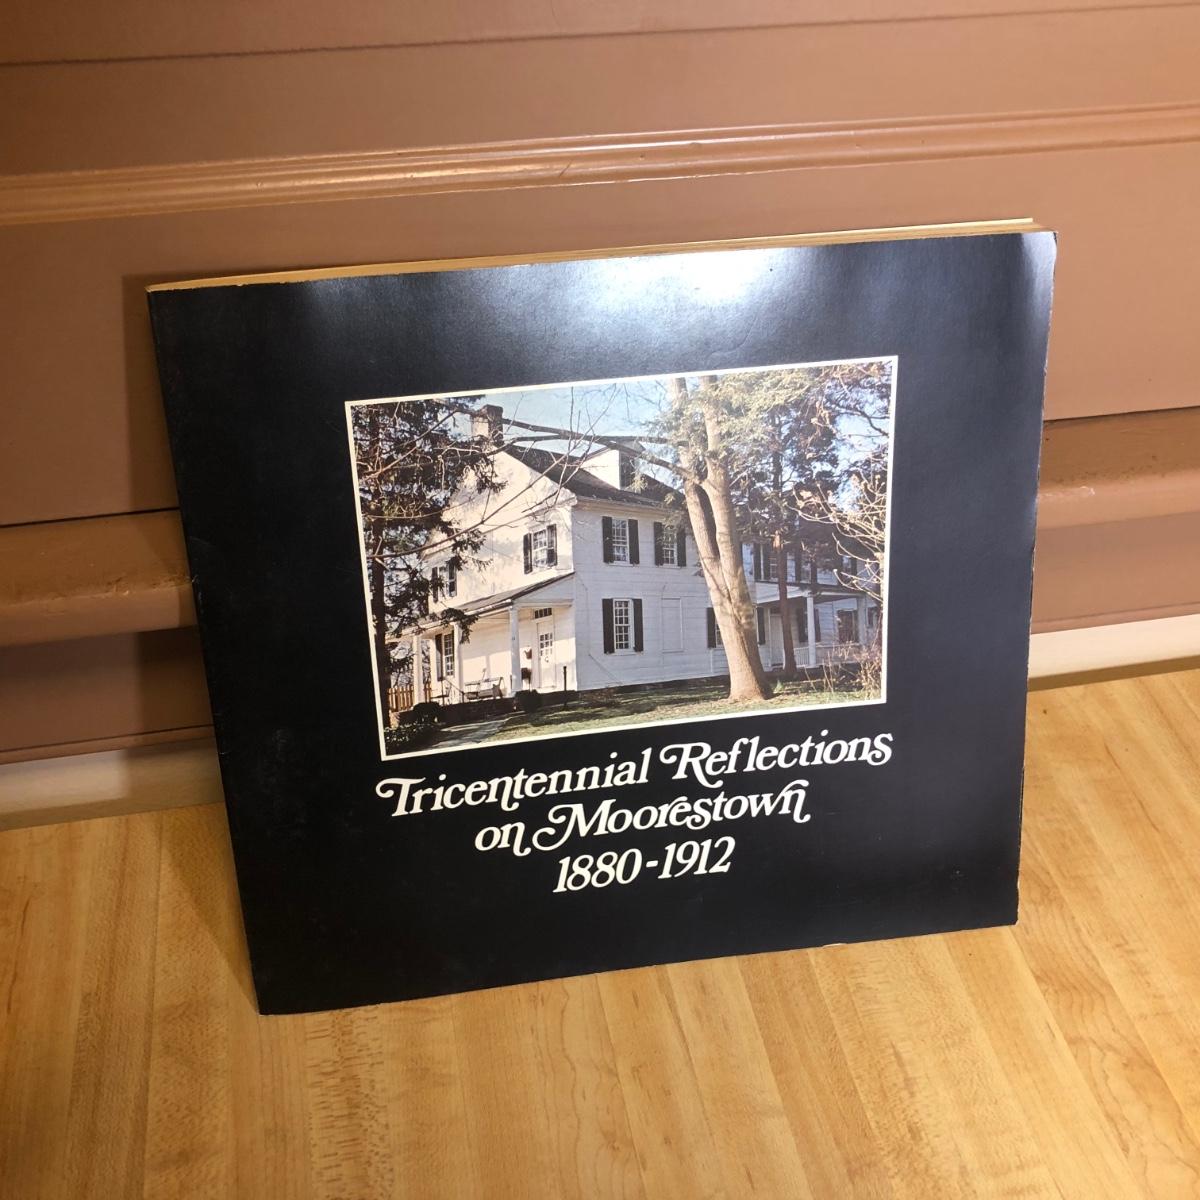 Tricentennial Reflections
on Moorestown
1880-1912